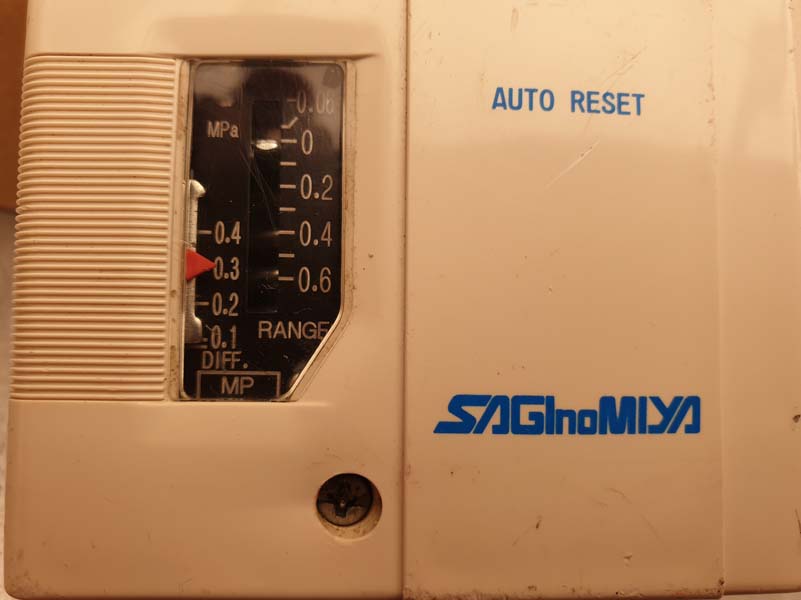 AUTO RESET
MPa
-0.06
0
0.2
0.4
0.6
RANGE
0.4
0.3
0.2
0.1
DIFF.
MP
SAGInoMIYA